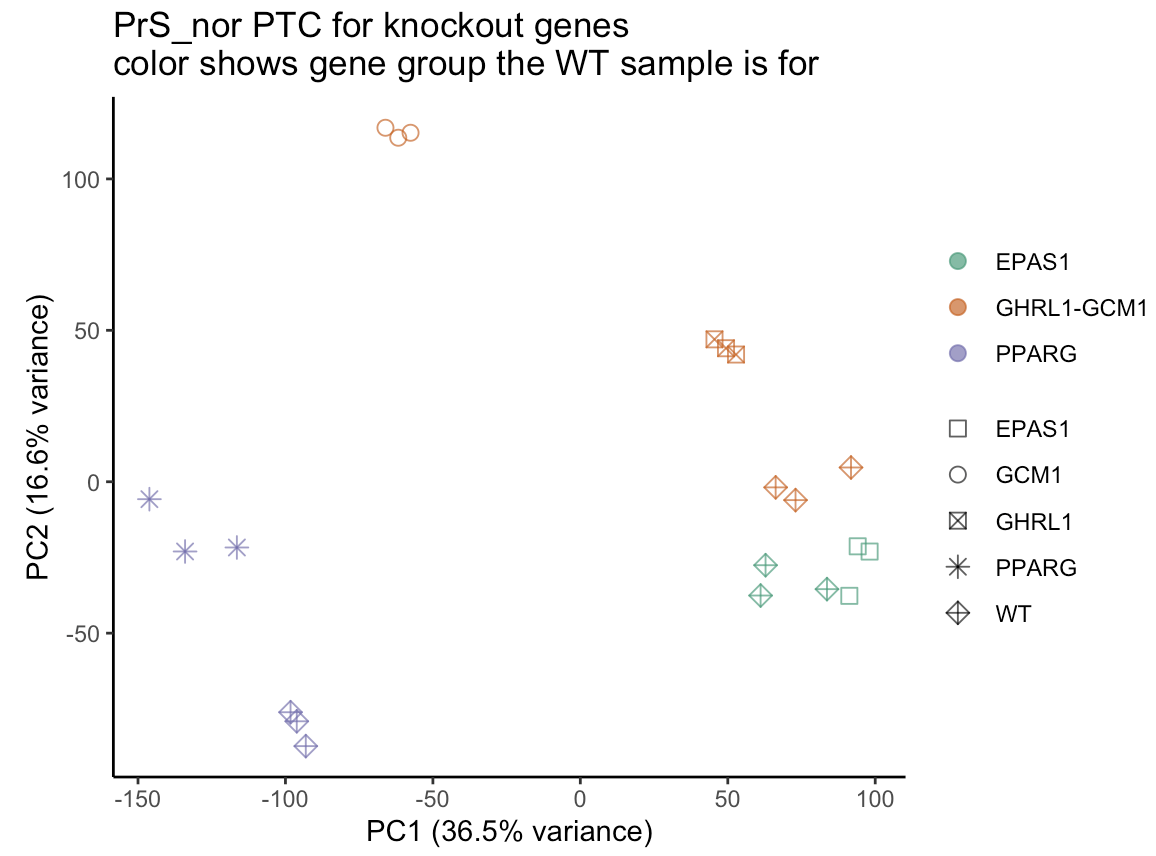 PrS_nor PTC for knockout genes
color shows gene group the WT sample is for
PC2 (16.6% variance)
100
50
0
-50
-150
-100
-50
0
50
100
PC1 (36.5% variance)
EPAS1
GHRL1-GCM1
PPARG
EPAS1
GCM1
GHRL1
PPARG
WT